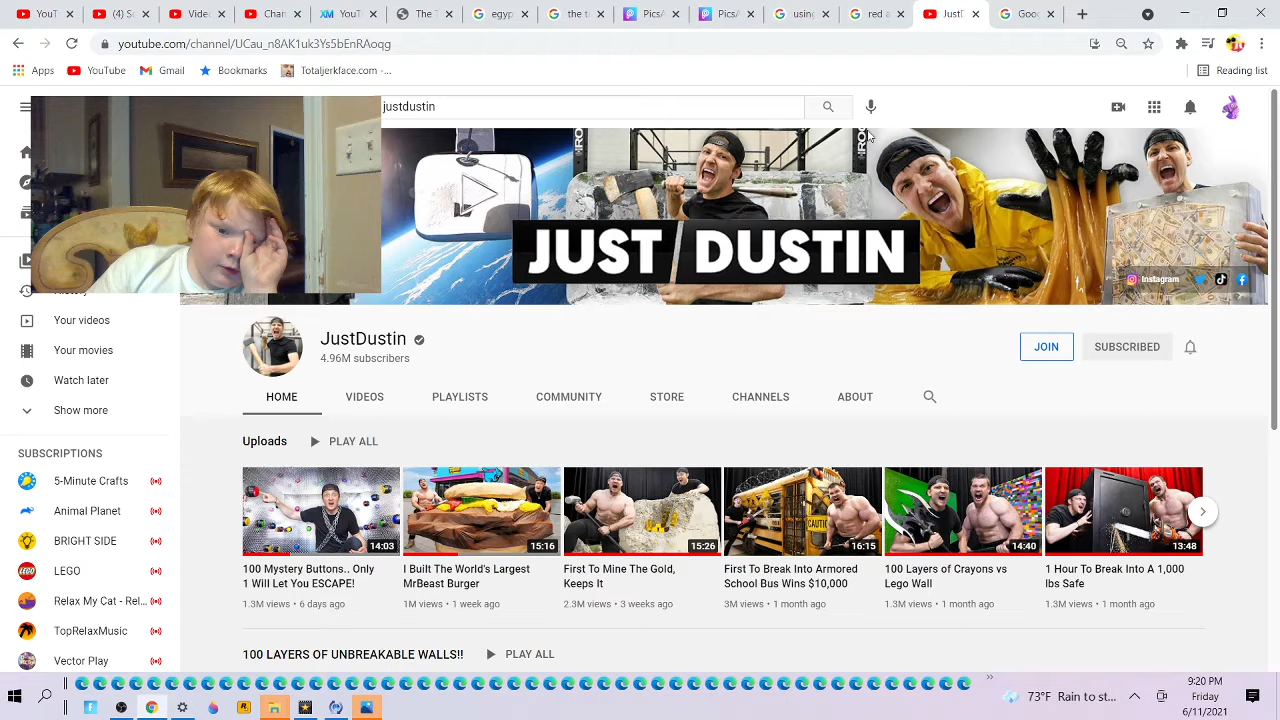 Just
egyp
the
red a
Just
Goog
youtube.com/channel/UCau_n8AK1uk3Ys5bEnRAoqg
Apps YouTube Gmail Bookmarks Totaljerkface.com -... Reading list
justdustin
JUST/DUSTIN
Instagram
Your videos
Your movies
Watch later
Show more
SUBSCRIPTIONS
5-Minute Crafts
Animal Planet
BRIGHT SIDE
LEGO
Relax My Cat - Rel...
TopRelaxMusic
Vector Play
JustDustin
4.96M subscribers
JOIN SUBSCRIBED
HOME VIDEOS PLAYLISTS COMMUNITY STORE CHANNELS ABOUT
Uploads PLAY ALL
14:03 15:16 15:26 16:15 14:40 13:48
100 Mystery Buttons.. Only
1 Will Let You ESCAPE!
1.3M views • 6 days ago
I Built The World's Largest
MrBeast Burger
1M views • 1 week ago
First To Mine The Gold,
Keeps It
2.3M views • 3 weeks ago
First To Break Into Armored
School Bus Wins $10,000
3M views • 1 month ago
100 Layers of Crayons vs
Lego Wall
1.3M views • 1 month ago
1 Hour To Break Into A 1,000
lbs Safe
1.3M views • 1 month ago
100 LAYERS OF UNBREAKABLE WALLS!! PLAY ALL
73°F
9:20 PM
Friday
6/11/2021